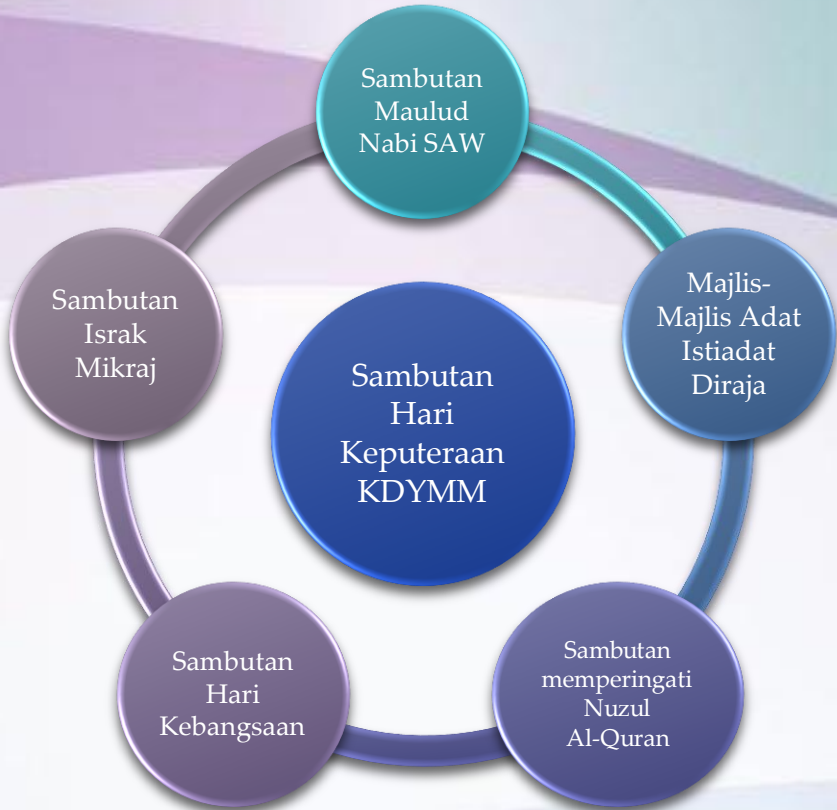 Sambutan
Maulud
Nabi SAW
Majlis-
Majlis Adat
Istiadat
Diraja
Sambutan
memperingati
Nuzul
Al-Quran
Sambutan
Hari
Kebangsaan
Sambutan
Israk
Mikraj
Sambutan
Hari
Keputeraan
KDYMM